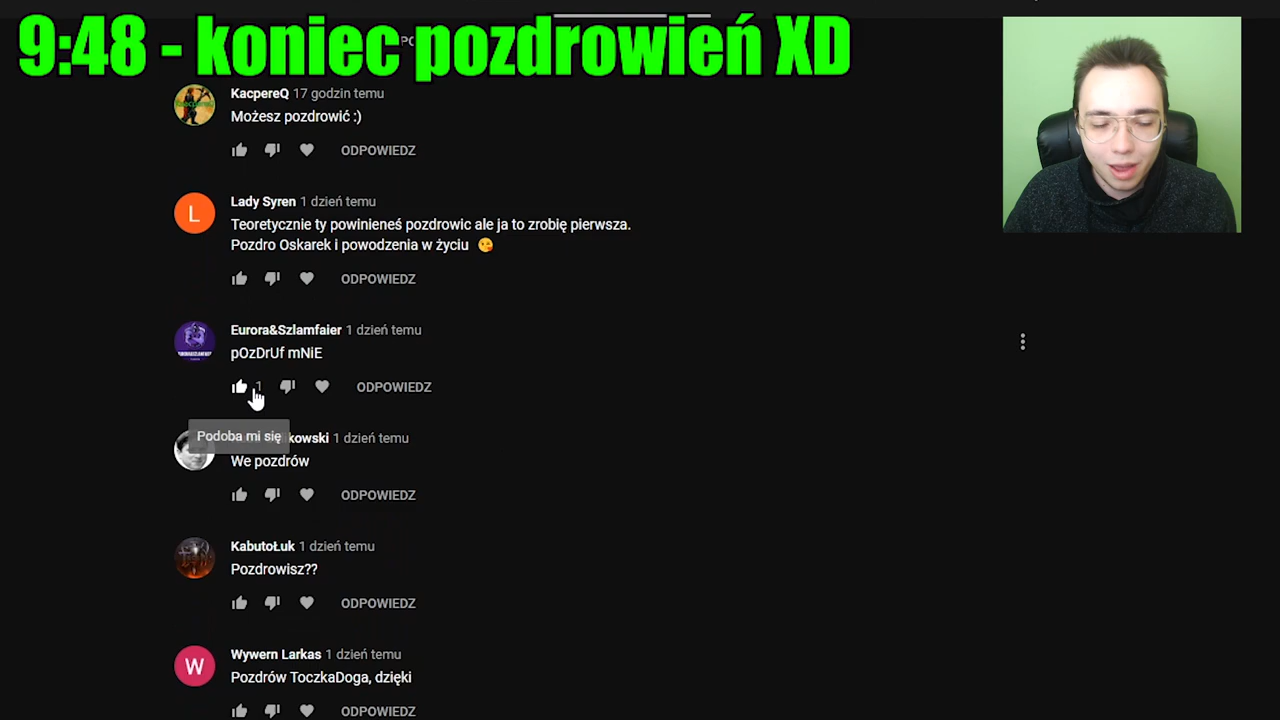 9:48 - koniec pozdrowień XD
KacpereQ 17 godzin temu
Możesz pozdrowić :)
ODPOWIEDZ
L
Lady Syren 1 dzień temu
Teoretycznie ty powinieneś pozdrowic ale ja to zrobię pierwsza.
Pozdro Oskarek i powodzenia w życiu 😘
ODPOWIEDZ
Eurora&Szlamfaier 1 dzień temu
pOzDrUf mNiE
1 ODPOWIEDZ
Podoba mi się
kowski 1 dzień temu
We pozdrów
ODPOWIEDZ
KabutoŁuk 1 dzień temu
Pozdrowisz??
ODPOWIEDZ
W
Wywern Larkas 1 dzień temu
Pozdrów ToczkaDoga, dzięki
ODPOWIEDZ